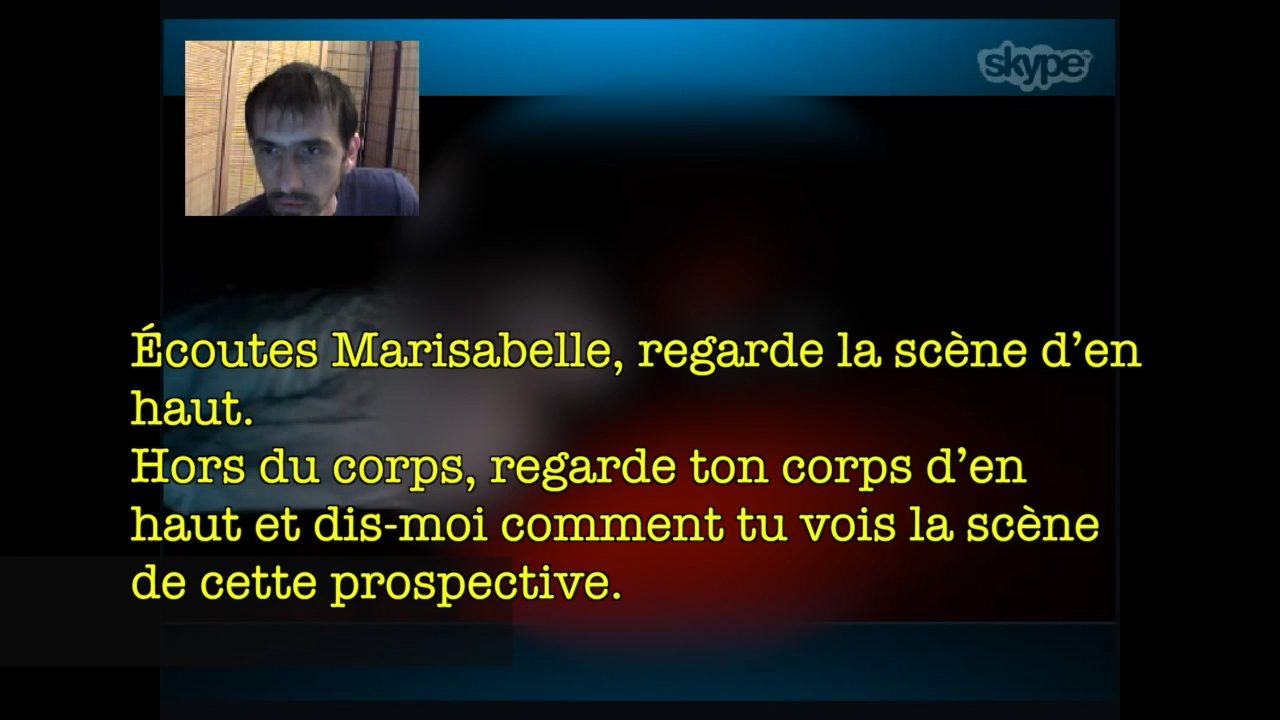 skype
Écoutes Marisabelle, regarde la scène d'en
haut.
Hors du corps, regarde ton corps d'en
haut et dis-moi comment tu vois la scène
de cette prospective.